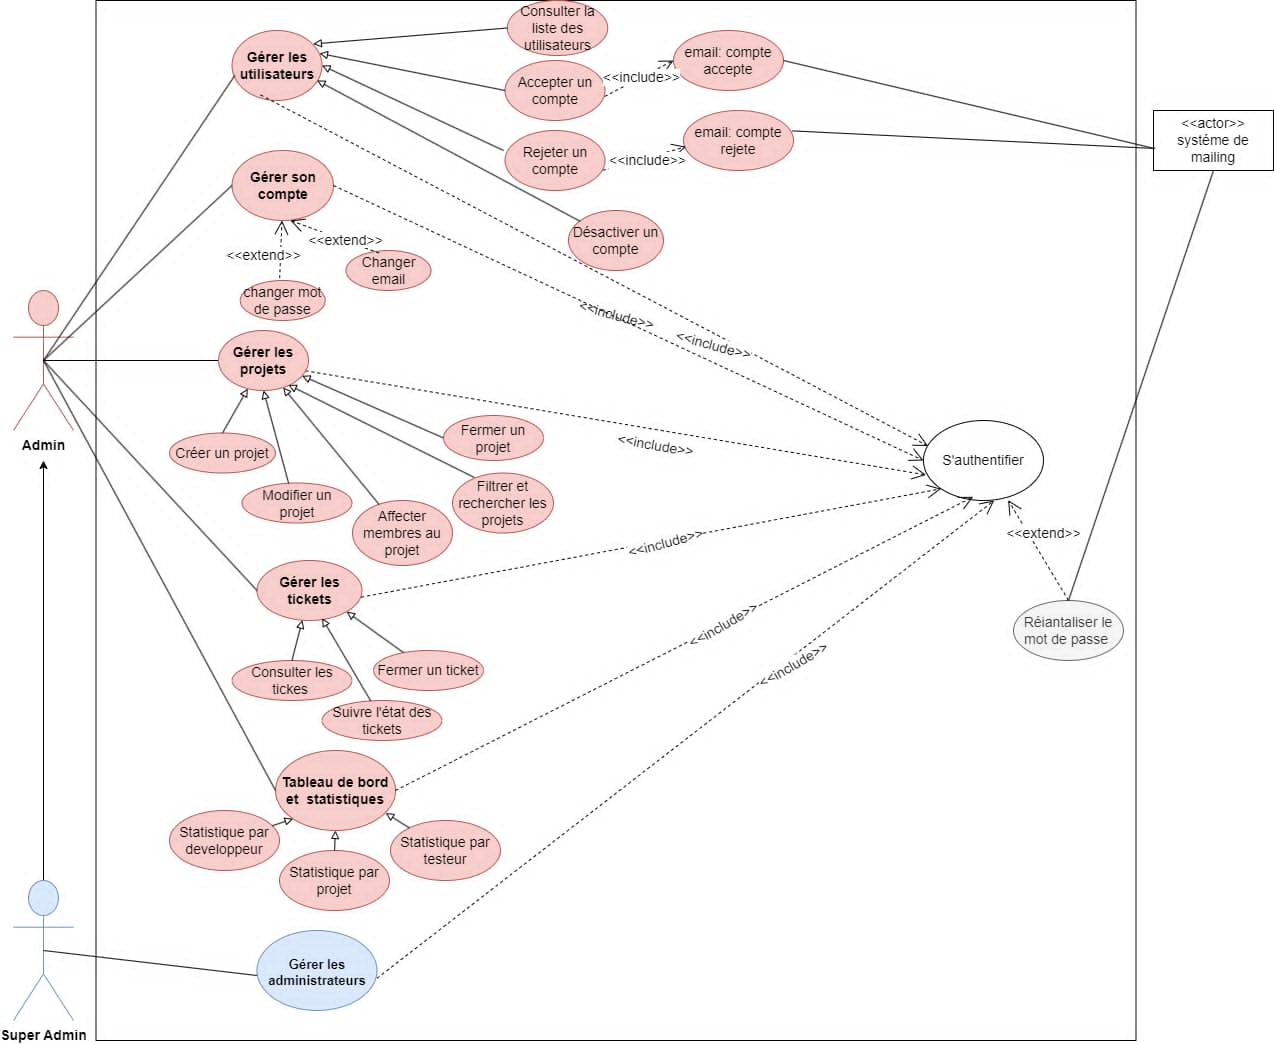 Consulter la
liste des
utilisateurs
Gérer les
utilisateurs
email: compte
accepte
<<include>>
Accepter un
compte
<<actor>>
systéme de
mailing
email: compte
rejete
Rejeter un
compte
<<include>>
Gérer son
compte
Désactiver un
compte
<<extend>>
<<extend>>
Changer
email
changer mot
de passe
<<include>>
<<include>>
Gérer les
projets
Admin
Fermer un
projet
<<include>>
Créer un projet
S'authentifier
Modifier un
projet
Filtrer et
rechercher les
projets
Affecter
membres au
projet
<<include>>
<<extend>>
Gérer les
tickets
<<include>>
Réiantaliser le
mot de passe
Consulter les
tickes
Fermer un ticket
<<include>>
Suivre l'état des
tickets
Tableau de bord
et statistiques
Statistique par
developpeur
Statistique par
testeur
Statistique par
projet
Gérer les
administrateurs
Super Admin